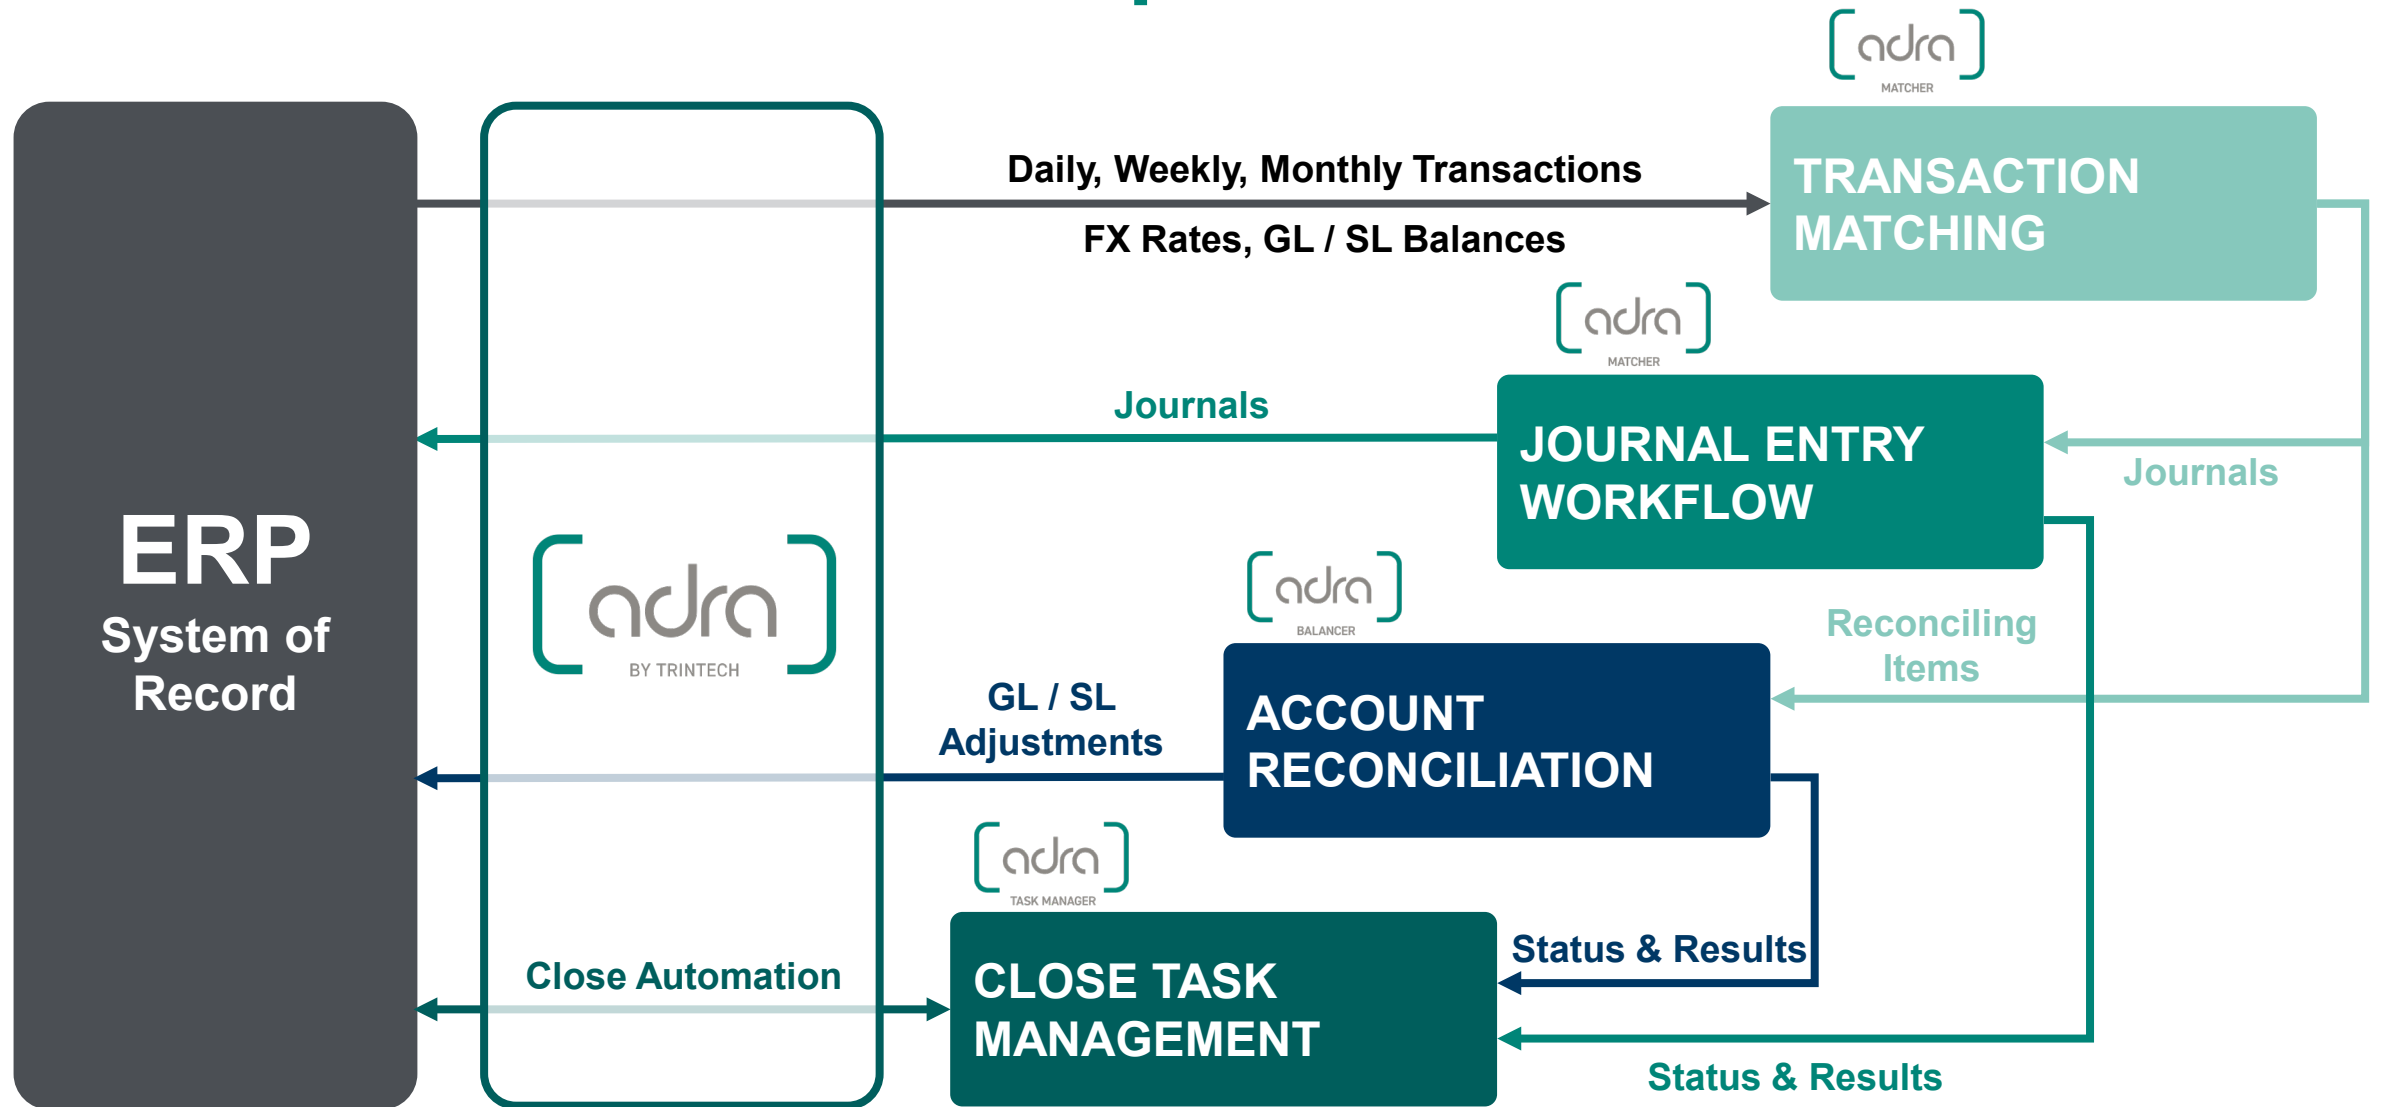 adra
MATCHER
Daily, Weekly, Monthly Transactions
FX Rates, GL / SL Balances
TRANSACTION
MATCHING
adra
MATCHER
Journals
JOURNAL ENTRY
WORKFLOW
Journals
ERP
System of
Record
adra
BY TRINTECH
adra
BALANCER
Reconciling
Items
GL / SL
Adjustments
ACCOUNT
RECONCILIATION
adra
TASK MANAGER
Close Automation
CLOSE TASK
MANAGEMENT
Status & Results
Status & Results